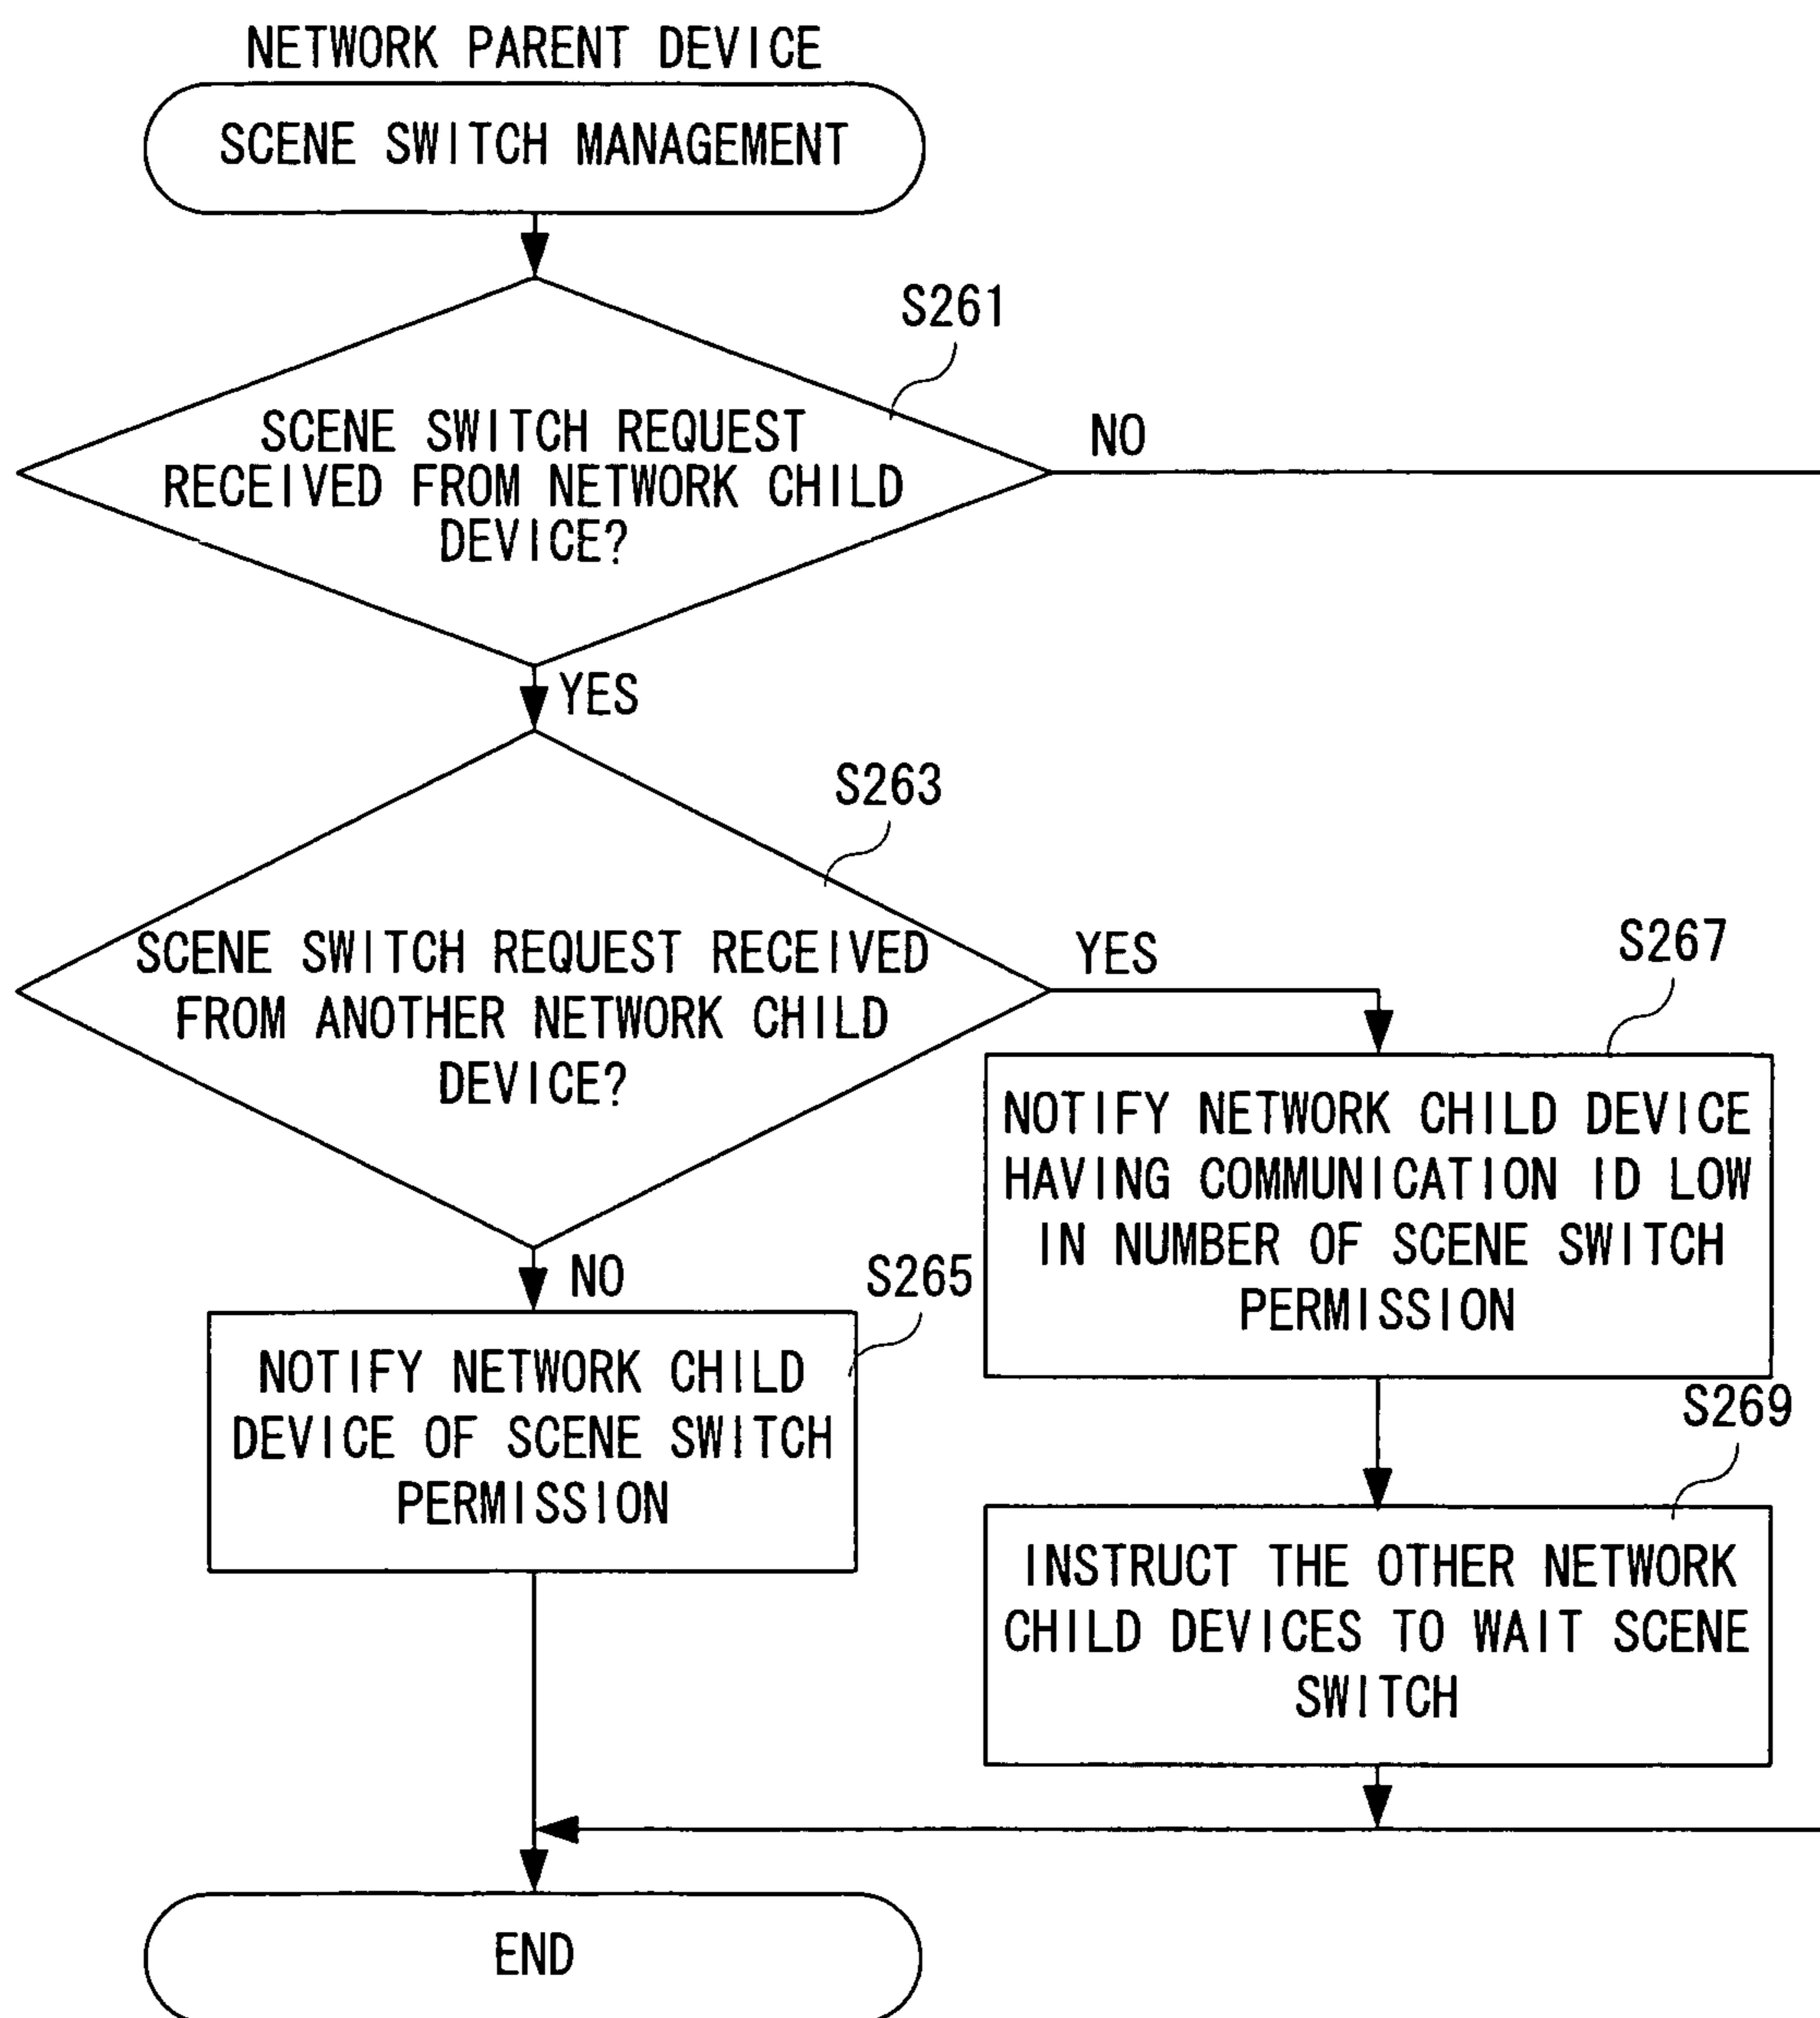 NETWORK PARENT DEVICE
SCENE SWITCH MANAGEMENT
S261
SCENE SWITCH REQUEST
RECEIVED FROM NETWORK CHILD
DEVICE?
NO
YES
S263
SCENE SWITCH REQUEST RECEIVED
FROM ANOTHER NETWORK CHILD
DEVICE?
YES
S267
NOTIFY NETWORK CHILD DEVICE
HAVING COMMUNICATION ID LOW
IN NUMBER OF SCENE SWITCH
PERMISSION
NO
S265
NOTIFY NETWORK CHILD
DEVICE OF SCENE SWITCH
PERMISSION
S269
INSTRUCT THE OTHER NETWORK
CHILD DEVICES TO WAIT SCENE
SWITCH
END